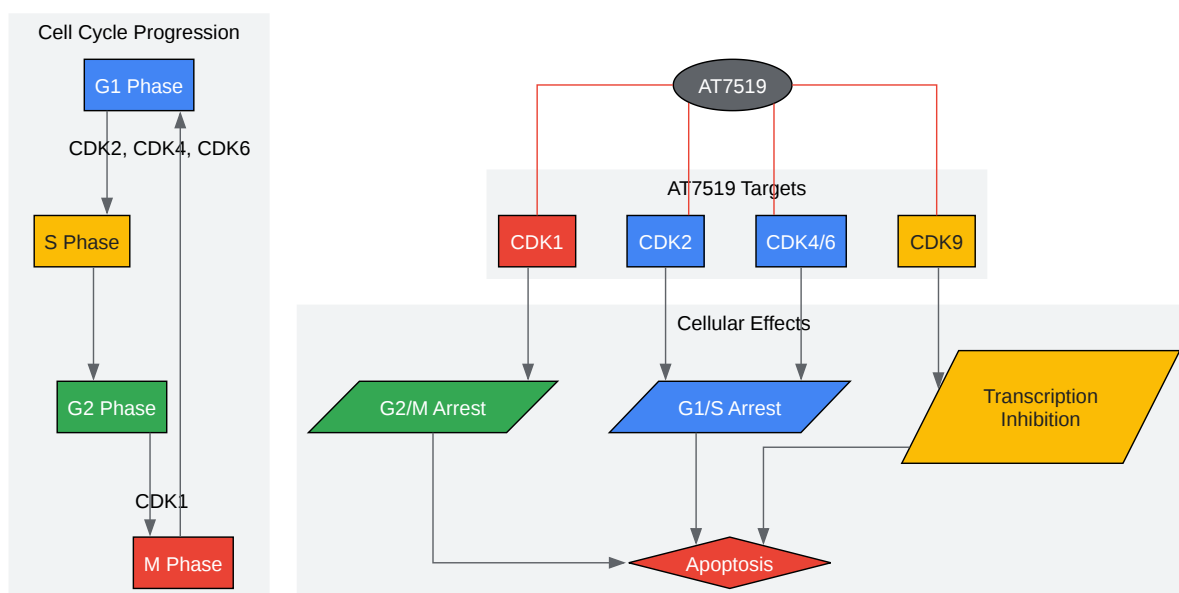 Cell Cycle Progression
G1 Phase
CDK2, CDK4, CDK6
S Phase
G2 Phase
CDK1
M Phase
AT7519
AT7519 Targets
CDK1
CDK2
CDK4/6
CDK9
Cellular Effects
G2/M Arrest
G1/S Arrest
Transcription
Inhibition
Apoptosis